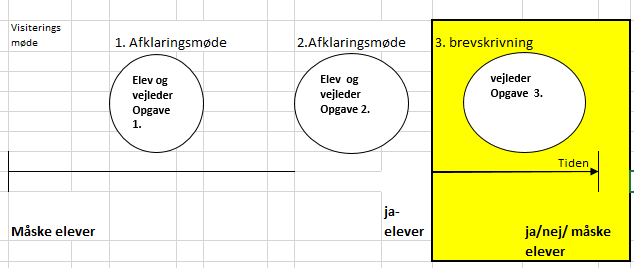 Visiterings
møde
1. Afklaringsmøde
2.Afklaringsmøde
3. brevskrivning
Elev og
vejleder
Opgave
1.
Elev og
vejleder
Opgave 2.
vejleder
Opgave 3.
Tiden
Måske elever
ja-
elever
ja/nej/ måske
elever